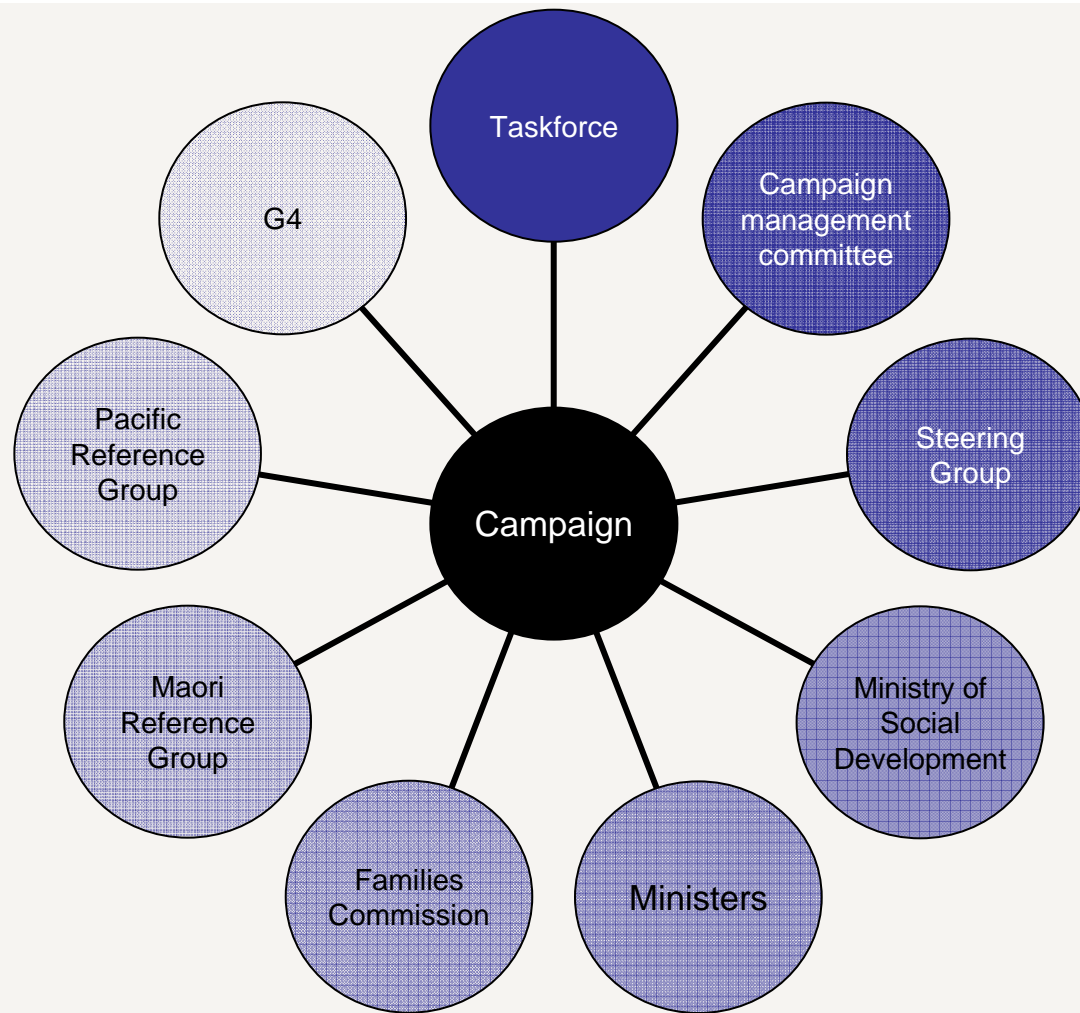 Taskforce
Campaign
management
committee
G4
Steering
Group
Pacific
Reference
Group
Campaign
Ministry of
Social
Development
Maori
Reference
Group
Families
Commission
Ministers